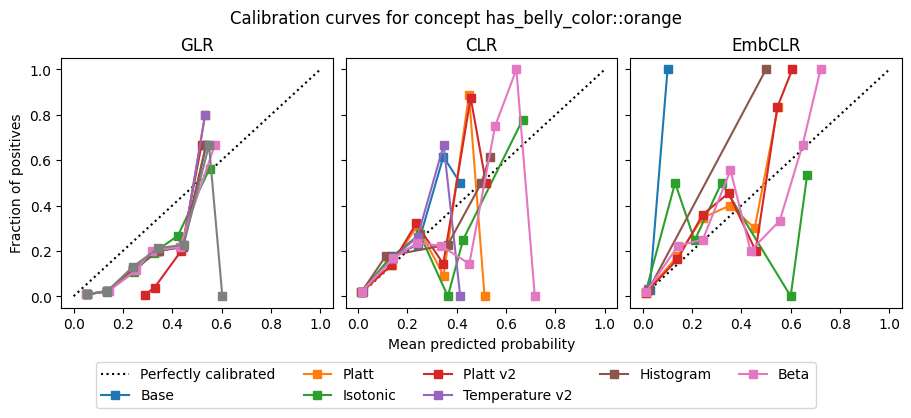 Calibration curves for concept has_belly_color::orange
GLR
CLR
EmbCLR
Fraction of positives
1.0
0.8
0.6
0.4
0.2
0.0
0.0 0.2 0.4 0.6 0.8 1.0
0.0 0.2 0.4 0.6 0.8 1.0
0.0 0.2 0.4 0.6 0.8 1.0
Mean predicted probability
Perfectly calibrated
Base
Platt
Isotonic
Platt v2
Temperature v2
Histogram
Beta